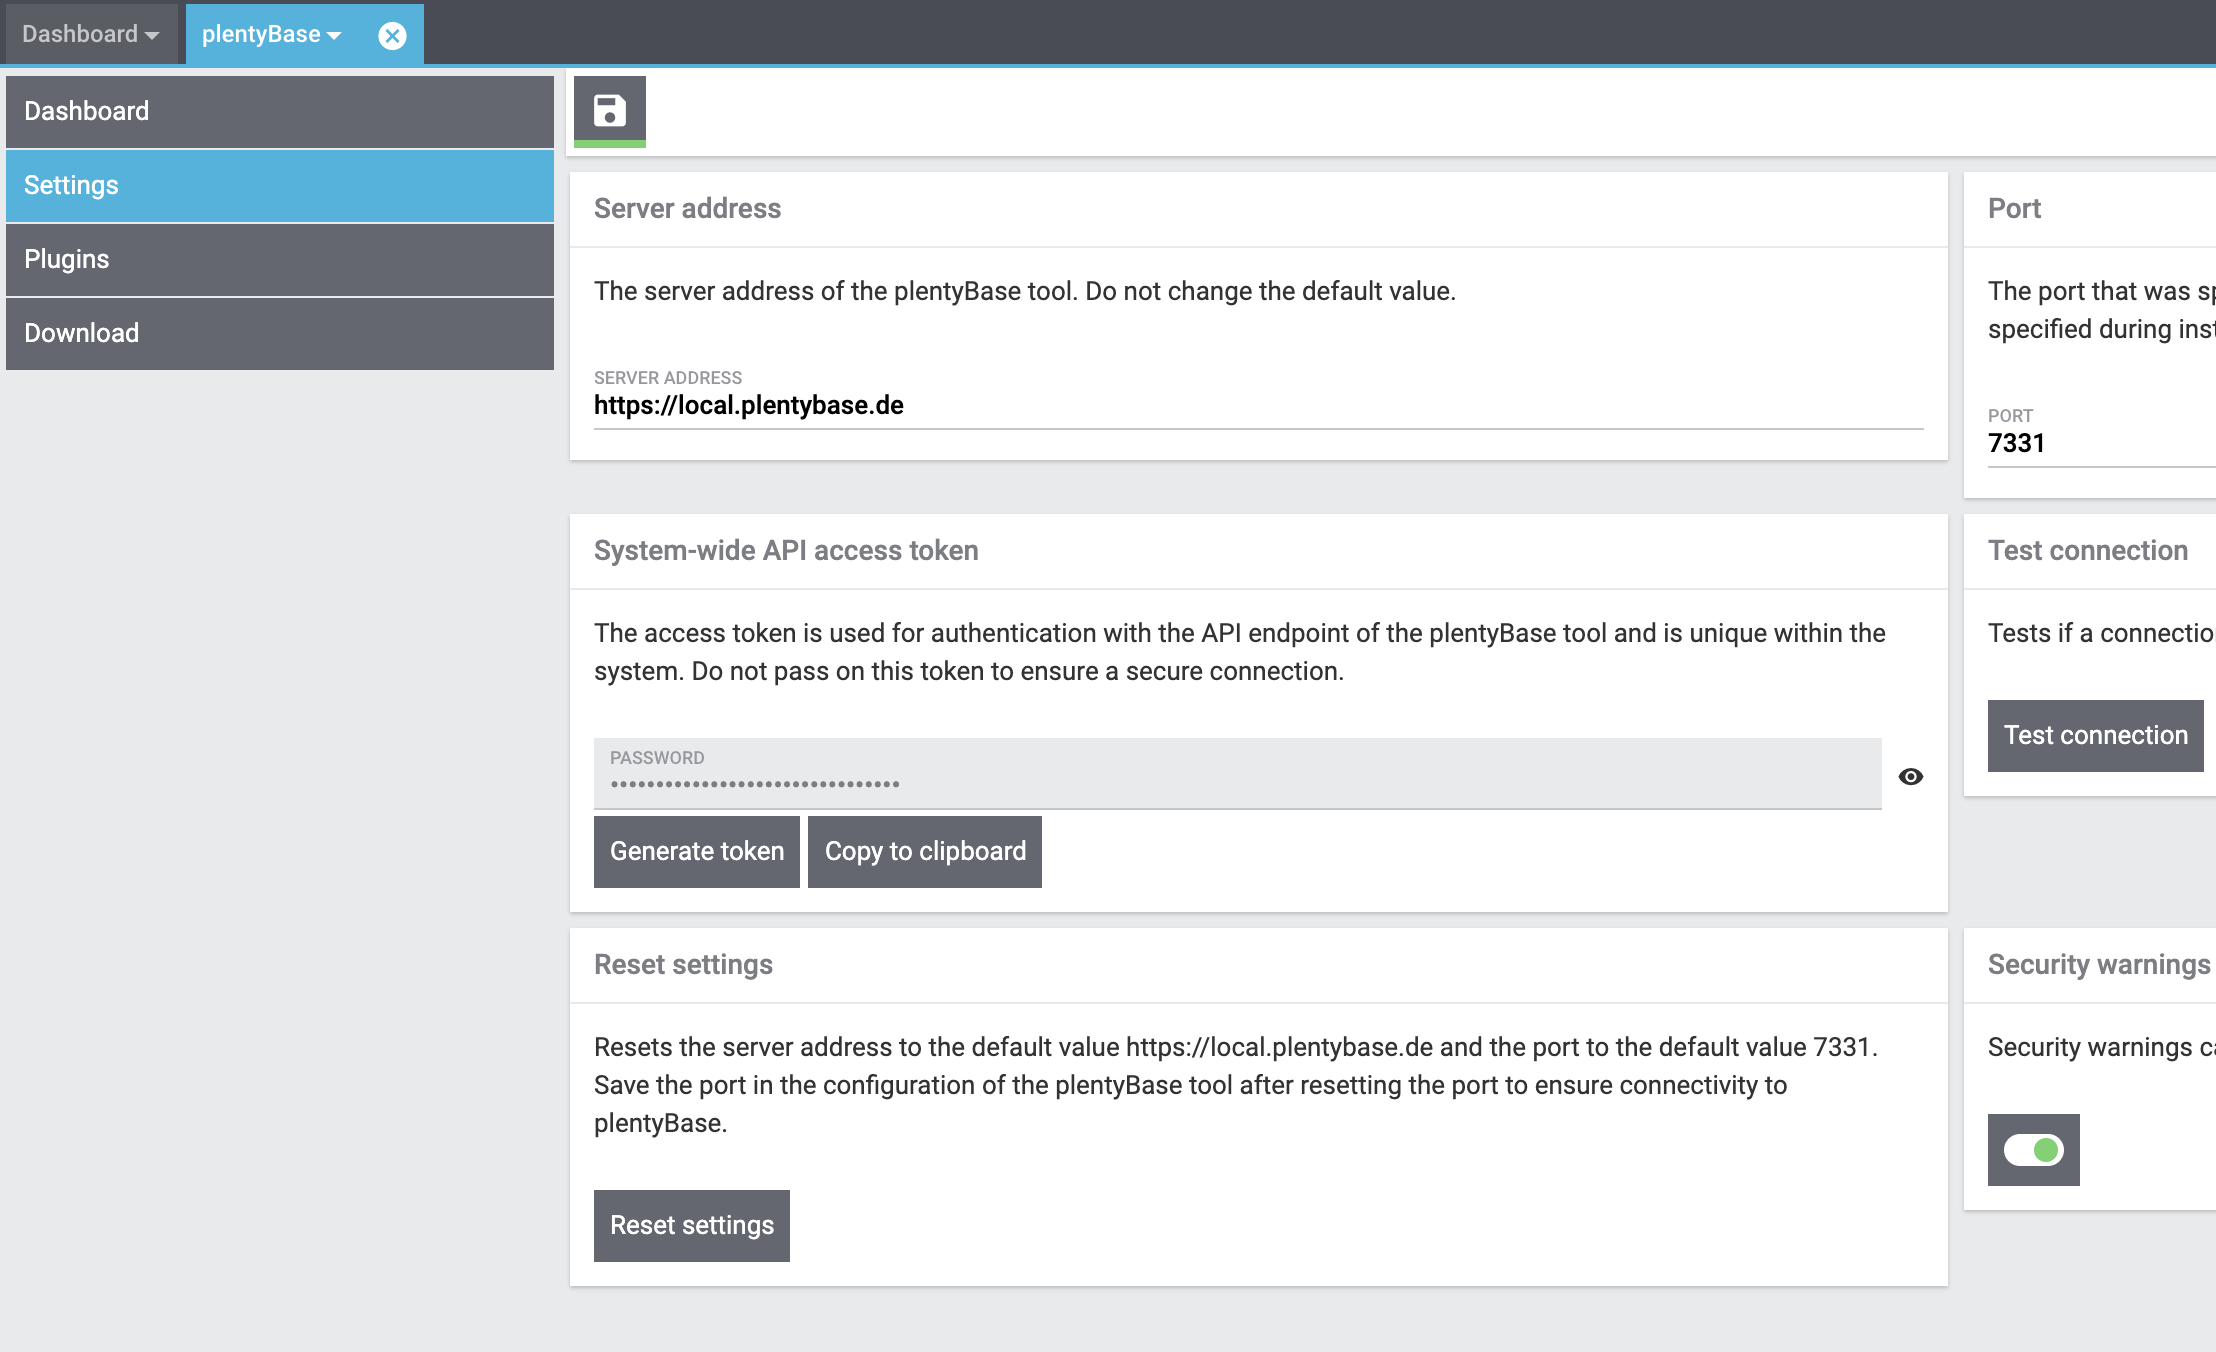 Dashboard
plentyBase
Dashboard
Settings
Plugins
Download
Server address
The server address of the plentyBase tool. Do not change the default value.
SERVER ADDRESS
https://local.plentybase.de
Port
The port that was
specified during
PORT
7331
System-wide API access token
The access token is used for authentication with the API endpoint of the plentyBase tool and is unique within the
system. Do not pass on this token to ensure a secure connection.
PASSWORD
Generate token
Copy to clipboard
Test connection
Tests if a
Test connection
Reset settings
Resets the server address to the default value https://local.plentybase.de and the port to the default value 7331.
Save the port in the configuration of the plentyBase tool after resetting the port to ensure connectivity to
plentyBase.
Reset settings
Security warnings
Security warnings